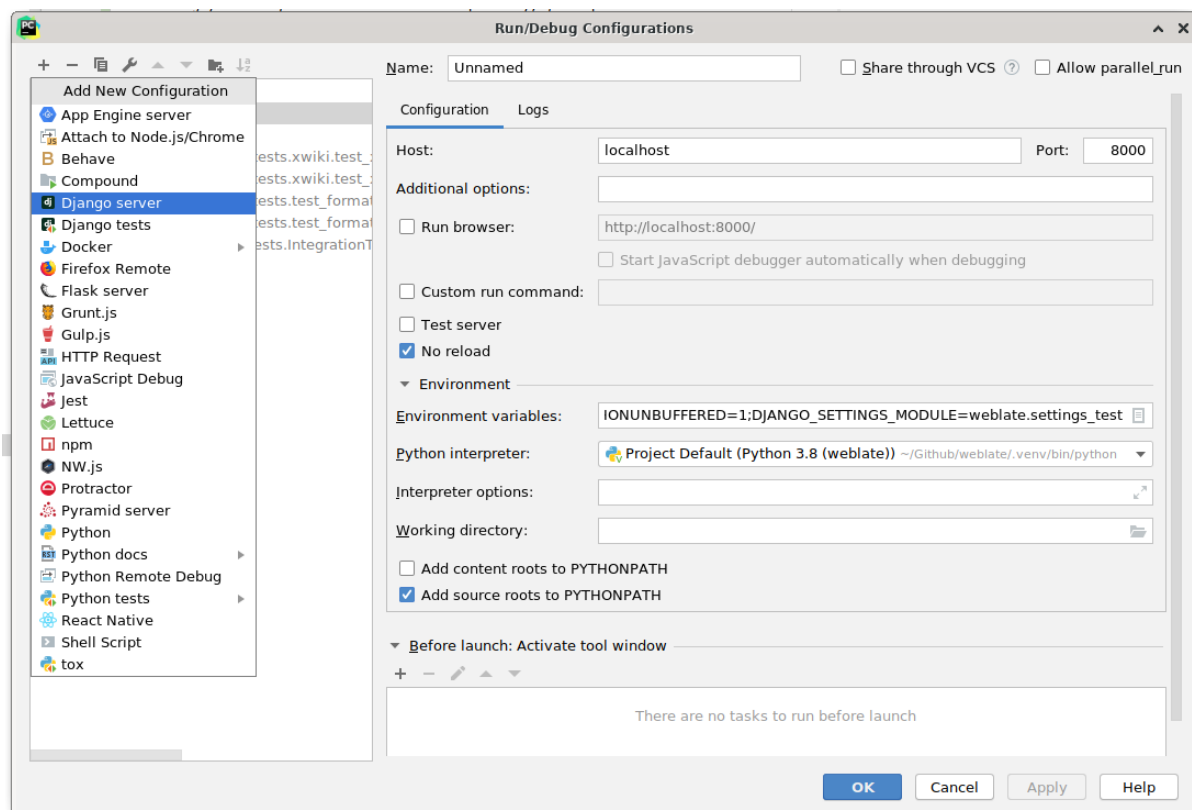 PC
Run/Debug Configurations
Name: Unnamed
Share through VCS ? Allow parallel run
Add New Configuration
App Engine server
Attach to Node.js/Chrome
Behave
Compound
Django server
Django tests
Docker
Firefox Remote
Flask server
Grunt.js
Gulp.js
HTTP Request
JavaScript Debug
Jest
Lettuce
npm
NW.js
Protractor
Pyramid server
Python
Python docs
Python Remote Debug
Python tests
React Native
Shell Script
tox
ests.xwiki.test_
ests.xwiki.test_
ests.test_format
ests.test_format
ests.IntegrationT
Configuration Logs
Host: localhost Port: 8000
Additional options:
Run browser: http://localhost:8000/
Start JavaScript debugger automatically when debugging
Custom run command:
Test server
No reload
Environment
Environment variables: IONUNBUFFERED=1;DJANGO_SETTINGS_MODULE=weblate.settings_test
Python interpreter: Project Default (Python 3.8 (weblate)) ~/Github/weblate/.venv/bin/python
Interpreter options:
Working directory:
Add content roots to PYTHONPATH
Add source roots to PYTHONPATH
Before launch: Activate tool window
There are no tasks to run before launch
OK Cancel Apply Help